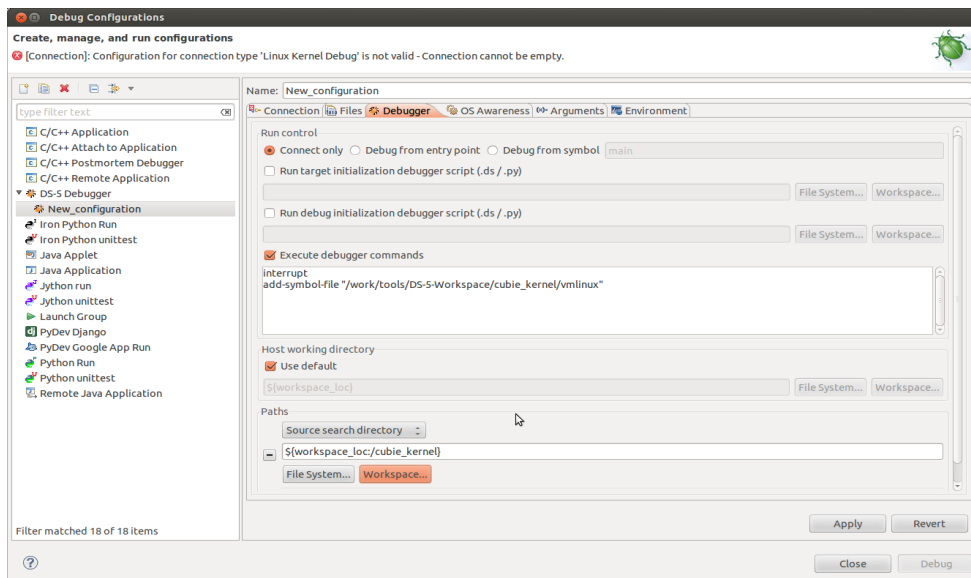 Debug Configurations
Create, manage, and run configurations
[Connection]: Configuration for connection type 'Linux Kernel Debug' is not valid - Connection cannot be empty.
type filter text
C/C++ Application
C/C++ Attach to Application
C/C++ Postmortem Debugger
C/C++ Remote Application
DS-5 Debugger
New_configuration
Iron Python Run
Iron Python unittest
Java Applet
Java Application
Jython run
Jython unittest
Launch Group
PyDev Django
PyDev Google App Run
Python Run
Python unittest
Remote Java Application
Filter matched 18 of 18 items
Name: New_configuration
Connection Files Debugger OS Awareness Arguments Environment
Run control
Connect only Debug from entry point Debug from symbol main
Run target initialization debugger script (.ds / .py)
File System... Workspace...
Run debug initialization debugger script (.ds / .py)
File System... Workspace...
Execute debugger commands
interrupt
add-symbol-file "/work/tools/DS-5-Workspace/cubie_kernel/vmlinux"
Host working directory
Use default
${workspace_loc}
File System... Workspace...
Paths
Source search directory
${workspace_loc:/cubie_kernel}
File System... Workspace...
Apply Revert
Close Debug